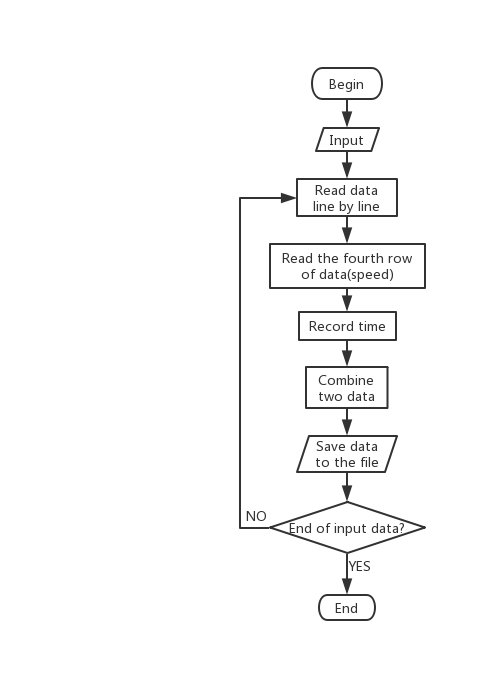 Begin
Input
Read data
line by line
Read the fourth row
of data(speed)
Record time
Combine
two data
Save data
to the file
NO
End of input data?
YES
End